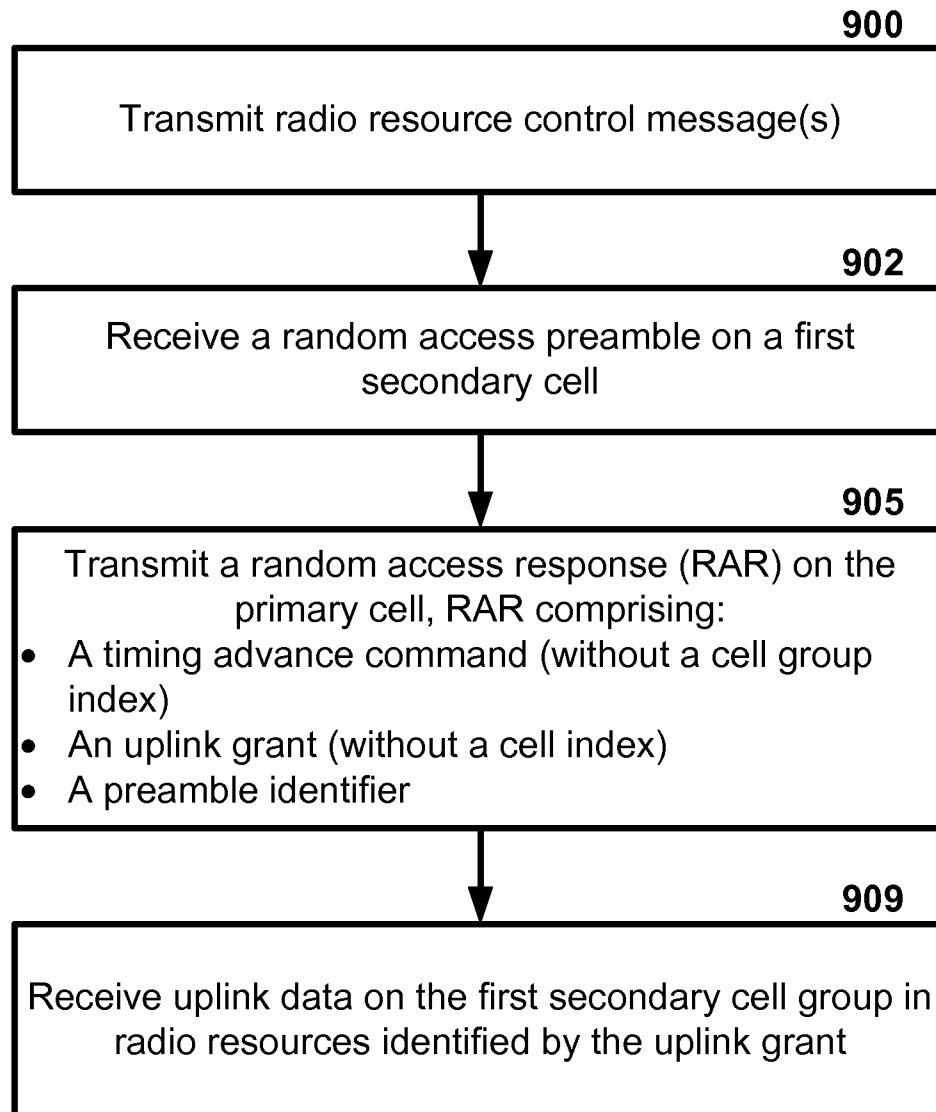 900
Transmit radio resource control message(s)
902
Receive a random access preamble on a first
secondary cell
905
Transmit a random access response (RAR) on the
primary cell, RAR comprising:
• A timing advance command (without a cell group
index)
• An uplink grant (without a cell index)
• A preamble identifier
909
Receive uplink data on the first secondary cell group in
radio resources identified by the uplink grant